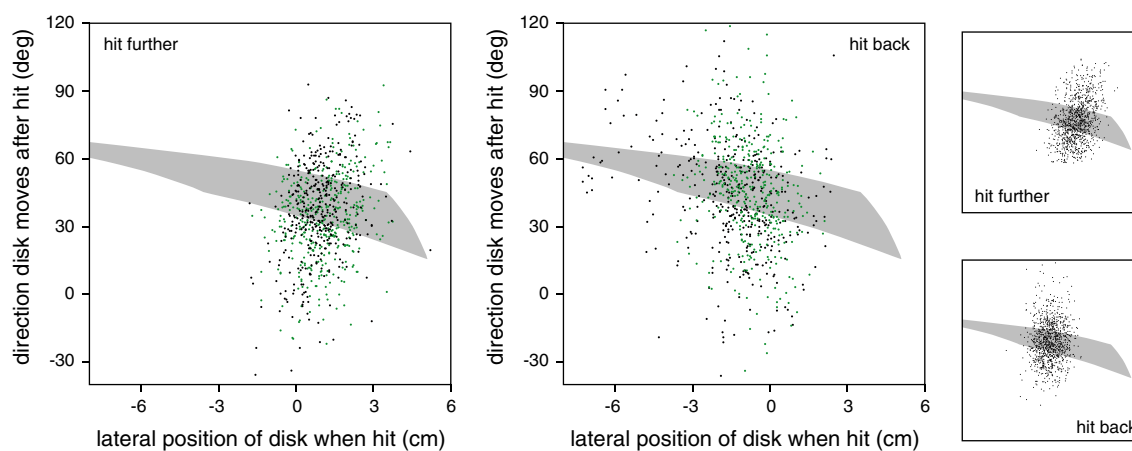 direction disk moves after hit (deg)
120
90
60
30
0
-30
hit further
-6
-3
0
3
6
lateral position of disk when hit (cm)
direction disk moves after hit (deg)
120
90
60
30
0
-30
hit back
-6
-3
0
3
6
lateral position of disk when hit (cm)
hit further
hit back